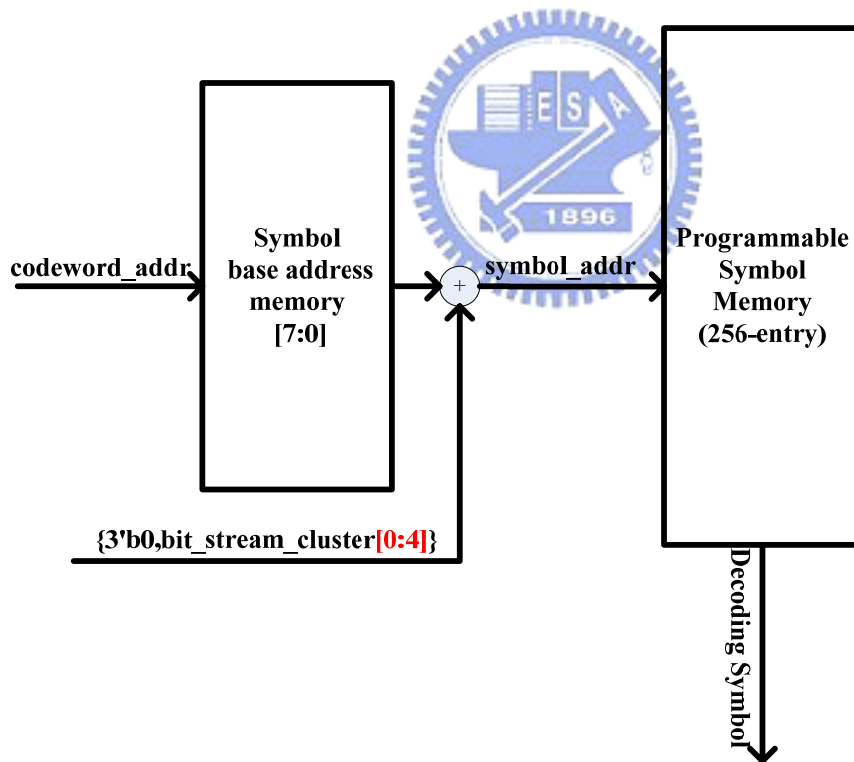 E S A
1896
codeword_addr
Symbol
base address
memory
[7:0]
+
symbol_addr
Programmable
Symbol
Memory
(256-entry)
{3'b0,bit_stream_cluster[0:4]}
Decoding Symbol